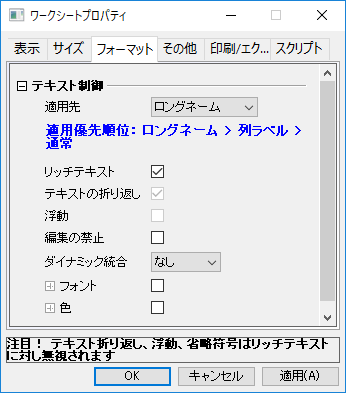 ワークシートプロパティ
表示 サイズ フォーマット その他 印刷/エク... スクリプト
テキスト制御
適用先 ロングネーム
適用優先順位: ロングネーム > 列ラベル >
通常
リッチテキスト
テキストの折り返し
浮動
編集の禁止
ダイナミック統合 なし
フォント
色
注目！ テキスト折り返し、浮動、省略符号はリッチテキスト
に対し無視されます
OK キャンセル 適用(A)